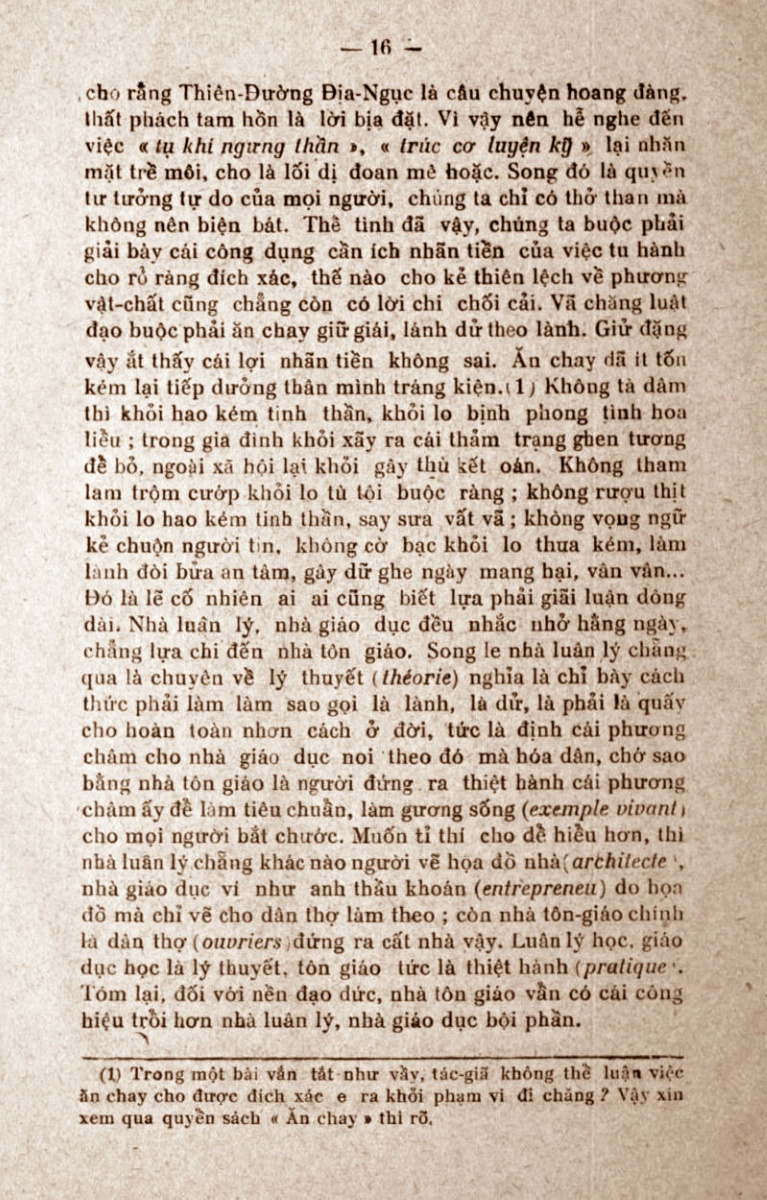 — 16 —
cho rằng Thiên-Đường Địa-Ngục là câu chuyện hoang đàng,
thất phách tam hồn là lời bịa đặt. Vì vậy nên hễ nghe đến
việc « tụ khí ngưng thần », « trúc cơ luyện kỹ » lại nhăn
mặt trề môi, cho là lối dị đoan mê hoặc. Song đó là quyền
tư tưởng tự do của mọi người, chúng ta chỉ có thở than mà
không nên biện bát. Thế tình đã vậy, chúng ta buộc phải
giải bày cái công dụng cần ích nhãn tiền của việc tu hành
cho rỏ ràng đích xác, thế nào cho kẻ thiên lệch về phương
vật-chất cũng chẳng còn có lời chi chối cải. Vã chăng luật
đạo buộc phải ăn chay giữ giái, lánh dử theo lành. Giử đặng
vậy ắt thấy cái lợi nhãn tiền không sai. Ăn chay đã ít tốn
kém lại tiếp dưởng thân mình tráng kiện.(1) Không tà dâm
thì khỏi hao kém tinh thần, khỏi lo bịnh phong tình hoa
liễu ; trong gia đình khỏi xãy ra cái thảm trạng ghen tương
để bỏ, ngoài xã hội lại khỏi gây thù kết oán. Không tham
lam trộm cướp khỏi lo tù tội buộc ràng ; không rượu thịt
khỏi lo hao kém tinh thần, say sưa vất vã ; không vọng ngữ
kẻ chuộn người tin, không cờ bạc khỏi lo thua kém, làm
lành đòi bửa an tâm, gây dữ ghe ngày mang hại, vân vân...
Đó là lẽ cố nhiên ai ai cũng biết lựa phải giãi luận dông
dài. Nhà luân lý, nhà giáo dục đều nhắc nhở hằng ngày,
chẳng lựa chi đến nhà tôn giáo. Song le nhà luân lý chẳng
qua là chuyên về lý thuyết (théorie) nghỉa là chỉ bày cách
thức phải làm làm sao gọi là lành, là dử, là phải là quấy
cho hoàn toàn nhơn cách ở đời, tức là định cái phương
châm cho nhà giáo dục noi theo đó mà hóa dân, chớ sao
bằng nhà tôn giáo là người đứng ra thiệt hành cái phương
châm ấy để làm tiêu chuẩn, làm gương sống (exemple vivant)
cho mọi người bắt chước. Muốn tỉ thí cho dể hiểu hơn, thì
nhà luân lý chẳng khác nào người vẽ họa đồ nhà (architecte),
nhà giáo dục ví như anh thầu khoán (entrepreneu) do họa
đồ mà chỉ vẽ cho dân thợ làm theo ; còn nhà tôn-giáo chính
là dân thợ (ouvriers) đứng ra cất nhà vậy. Luân lý học, giáo
dục học là lý thuyết, tôn giáo tức là thiệt hành (pratique).
Tóm lại, đối với nền đạo đức, nhà tôn giáo vẫn có cái công
hiệu trồi hơn nhà luân lý, nhà giáo dục bội phần.
(1) Trong một bài vắn tắt như vầy, tác-giã không thể luận việc
ăn chay cho được đích xác e ra khỏi phạm vi đi chăng ? Vậy xin
xem qua quyển sách « Ăn chay » thì rõ.